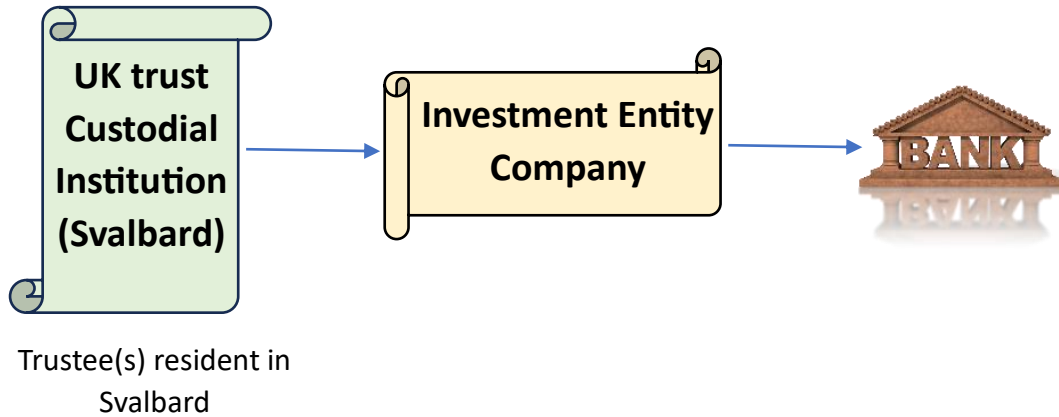 UK trust
Custodial
Institution
(Svalbard)
Investment Entity
Company
BANK
Trustee(s) resident in
Svalbard